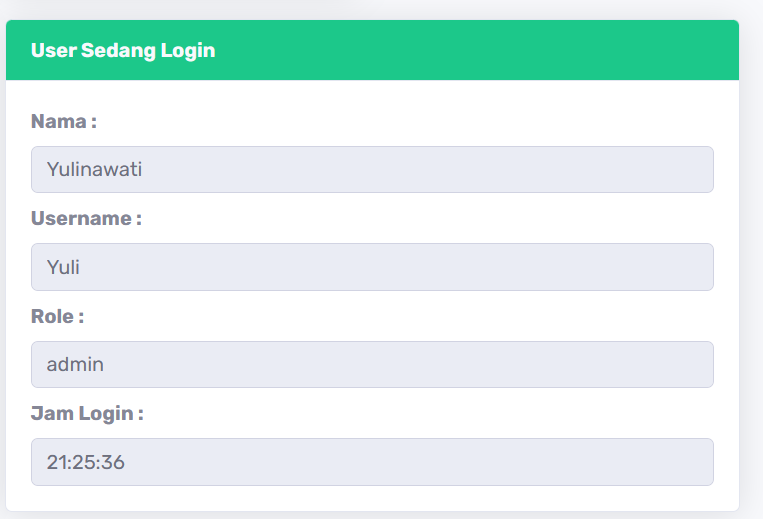 User Sedang Login
Nama :
Yulinawati
Username :
Yuli
Role :
admin
Jam Login :
21:25:36